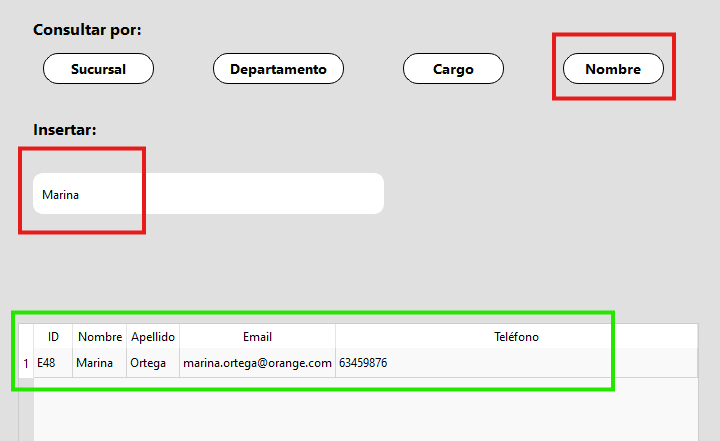 Consultar por:
Sucursal Departamento Cargo Nombre
Insertar:
Marina
ID Nombre Apellido Email Teléfono
1 E48 Marina Ortega marina.ortega@orange.com 63459876